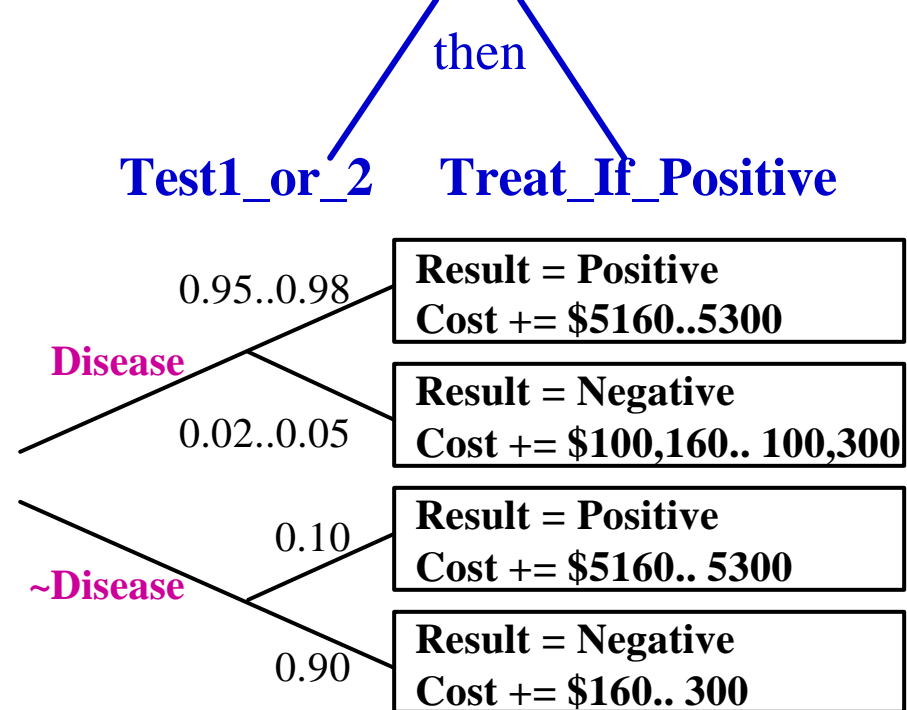 then
Test1_or_2 Treat_If_Positive
0.95..0.98
Result = Positive
Cost += $5160..5300
Disease
0.02..0.05
Result = Negative
Cost += $100,160.. 100,300
0.10
Result = Positive
Cost += $5160.. 5300
~Disease
0.90
Result = Negative
Cost += $160.. 300